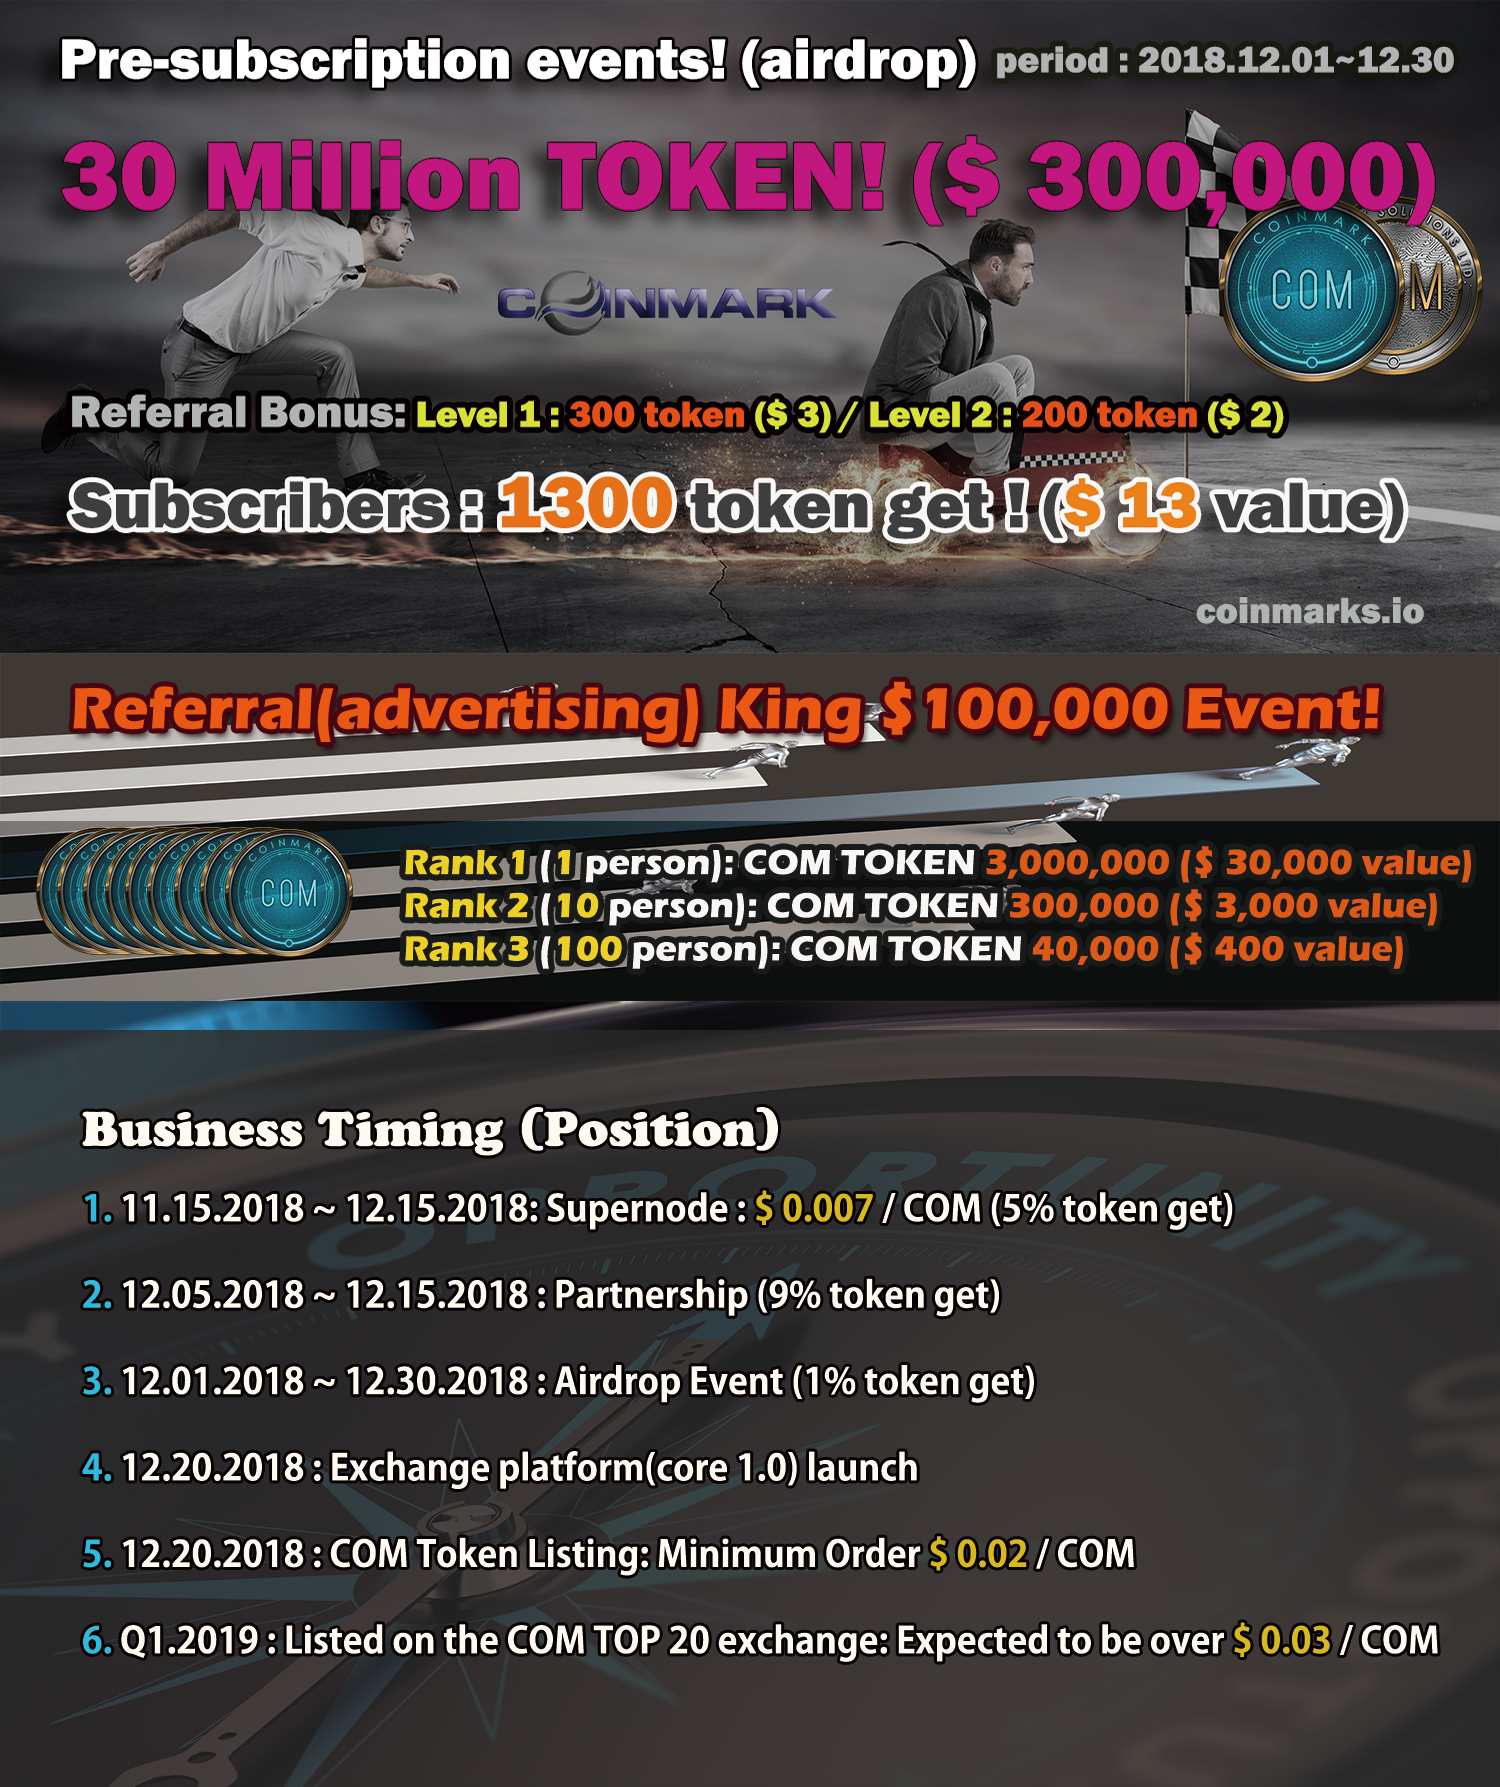 Pre-subscription events! (airdrop) period : 2018.12.01~12.30
30 Million TOKEN! ($ 300,000)
COINMARK
COM
COINMARK
SOLUTIONS LTD.
M
Referral Bonus: Level 1 : 300 token ($ 3) / Level 2 : 200 token ($ 2)
Subscribers : 1300 token get ! ($ 13 value)
coinmarks.io
Referral(advertising) King $100,000 Event!
COINMARK
COM
Rank 1 (1 person): COM TOKEN 3,000,000 ($ 30,000 value)
Rank 2 (10 person): COM TOKEN 300,000 ($ 3,000 value)
Rank 3 (100 person): COM TOKEN 40,000 ($ 400 value)
Business Timing (Position)
OPPORTUNITY
1. 11.15.2018 ~ 12.15.2018: Supernode : $ 0.007 / COM (5% token get)
2. 12.05.2018 ~ 12.15.2018 : Partnership (9% token get)
3. 12.01.2018 ~ 12.30.2018 : Airdrop Event (1% token get)
4. 12.20.2018 : Exchange platform(core 1.0) launch
5. 12.20.2018 : COM Token Listing: Minimum Order $ 0.02 / COM
6. Q1.2019 : Listed on the COM TOP 20 exchange: Expected to be over $ 0.03 / COM